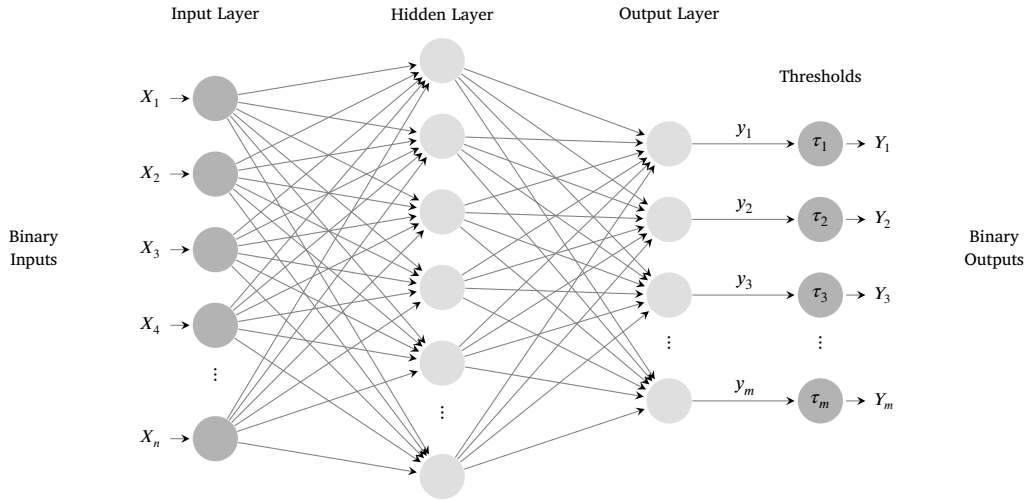 Input Layer
Hidden Layer
Output Layer
Thresholds
Binary
Inputs
X₁
X₂
X₃
X₄
⋮
Xₙ
⋮
y₁
y₂
y₃
⋮
yₘ
τ₁
τ₂
τ₃
⋮
τₘ
Y₁
Y₂
Y₃
Yₘ
Binary
Outputs